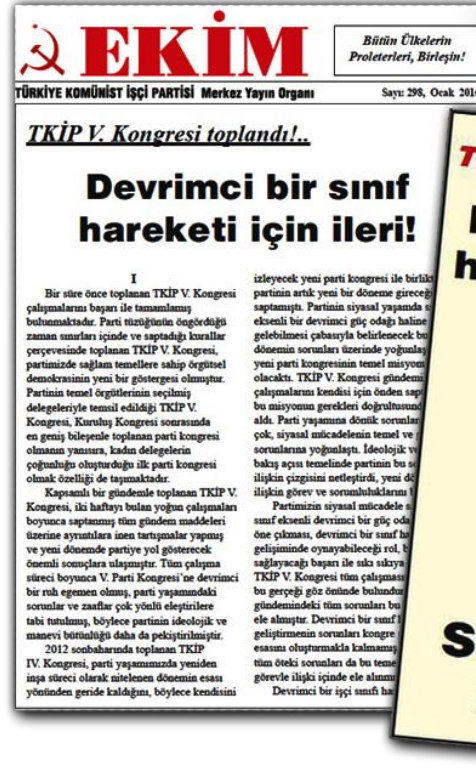 EKİM
Bütün Ülkelerin
Proleterleri, Birleşin!
TÜRKİYE KOMÜNİST İŞÇİ PARTİSİ Merkez Yayın Organı
Sayı: 298, Ocak 2016
TKİP V. Kongresi toplandı!..
Devrimci bir sınıf
hareketi için ileri!
I
Bir süre önce toplanan TKİP V. Kongresi
çalışmalarını başarı ile tamamlamış
bulunmaktadır. Parti tüzüğünün öngördüğü
zaman sınırları içinde ve saptadığı kurallar
çerçevesinde toplanan TKİP V. Kongresi,
partimizde sağlam temellere sahip örgütsel
demokrasinin yeni bir göstergesi olmuştur.
Partinin temel örgütlerinin seçilmiş
delegeleriyle temsil edildiği TKİP V.
Kongresi, Kuruluş Kongresi sonrasında
en geniş bileşenle toplanan parti kongresi
olmanın yanısıra, kadın delegelerin
çoğunluğu oluşturduğu ilk parti kongresi
olmak özelliği de taşımaktadır.
Kapsamlı bir gündemle toplanan TKİP V.
Kongresi, iki haftayı bulan yoğun çalışmaları
boyunca saptanmış tüm gündem maddeleri
üzerine ayrıntılara inen tartışmalar yapmış
ve yeni dönemde partiye yol gösterecek
önemli sonuçlara ulaşmıştır. Tüm çalışma
süreci boyunca V. Parti Kongresi'ne devrimci
bir ruh egemen olmuş, parti yaşamındaki
sorunlar ve zaaflar çok yönlü eleştirilere
tabi tutulmuş, böylece partinin ideolojik ve
manevi bütünlüğü daha da pekiştirilmiştir.
2012 sonbaharında toplanan TKİP
IV. Kongresi, parti yaşamımızda yeniden
inşa süreci olarak nitelenen dönemin esası
yönünden geride kaldığını, böylece kendisini
izleyecek yeni parti kongresi ile birlikt
partinin artık yeni bir döneme gireceğ
saptamıştı. Partinin siyasal yaşamda s
eksenli bir devrimci güç odağı haline
gelebilmesi çabasıyla belirlenecek bu
dönemin sorunları üzerinde yoğunlaş
yeni parti kongresinin temel misyon
olacaktı. TKİP V. Kongresi gündemi
çalışmalarını kendisi için önden sap
bu misyonun gerekleri doğrultusund
aldı. Parti yaşamına dönük sorunlar
çok, siyasal mücadelenin temel ve
sorunlarına yoğunlaştı. İdeolojik v
bakış açısı temelinde partinin bu s
ilişkin çizgisini netleştirdi, yeni dö
ilişkin görev ve sorumluluklarını
Partimizin siyasal mücadele s
sınıf eksenli devrimci bir güç oda
öne çıkması, devrimci bir sınıf ha
gelişiminde oynayabileceği rol, b
sağlayacağı başarı ile sıkı sıkıya
TKİP V. Kongresi tüm çalışması
bu gerçeği göz önünde bulundur
gündemindeki tüm sorunları bu
ele almıştır. Devrimci bir sınıf
geliştirmenin sorunları kongre
esasını oluşturmakla kalmamış
tüm öteki sorunları da bu teme
görevle ilişki içinde ele alınm
Devrimci bir işçi sınıfı ha
T
h
S